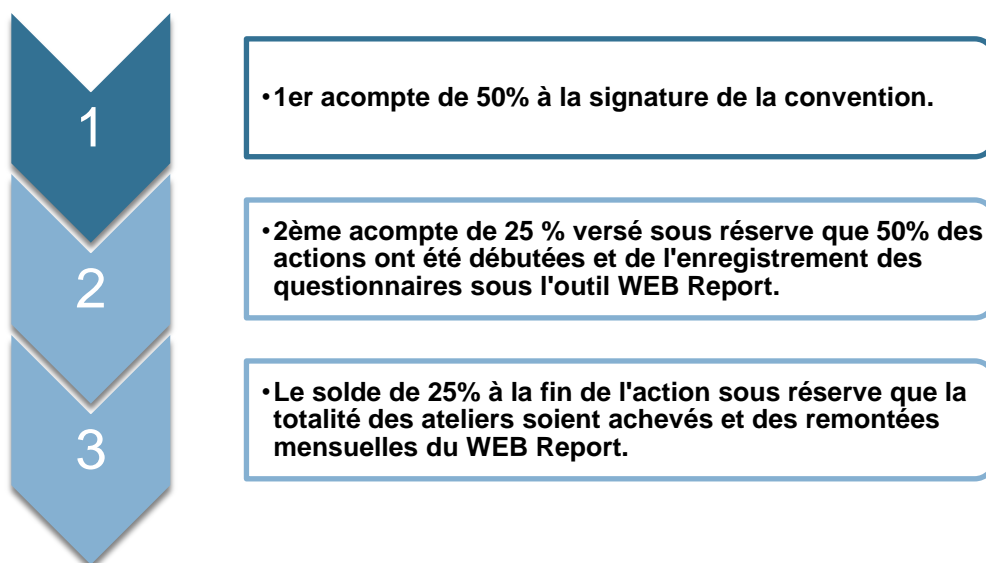 1
•1er acompte de 50% à la signature de la convention.
2
•2ème acompte de 25 % versé sous réserve que 50% des
actions ont été débutées et de l'enregistrement des
questionnaires sous l'outil WEB Report.
3
•Le solde de 25% à la fin de l'action sous réserve que la
totalité des ateliers soient achevés et des remontées
mensuelles du WEB Report.